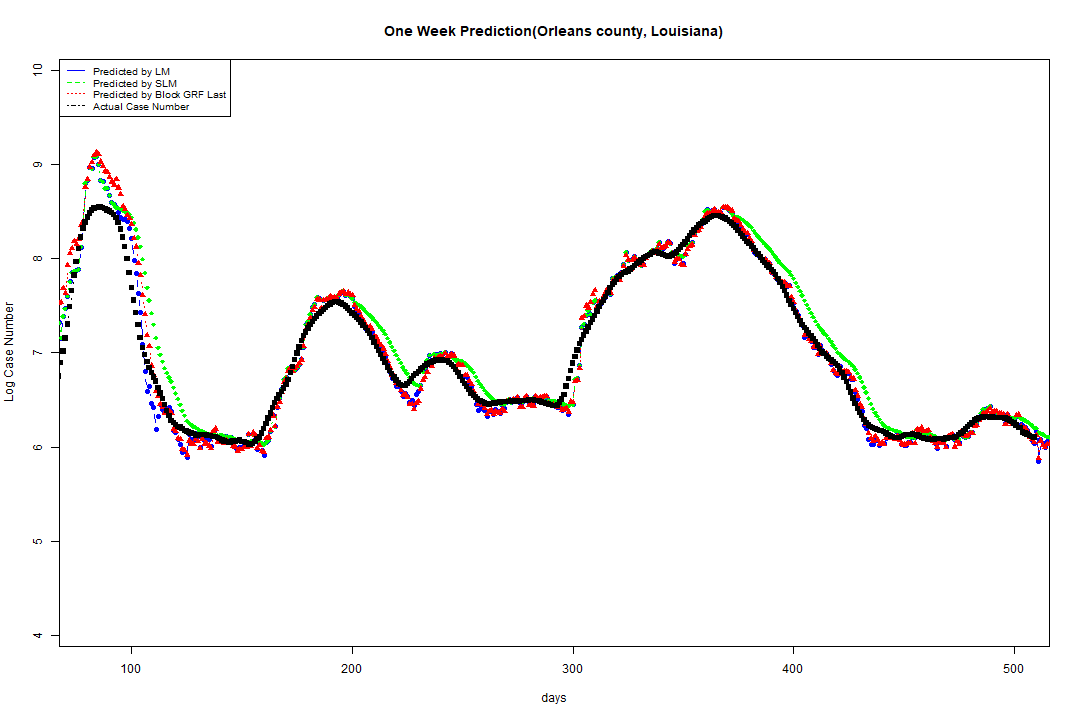 One Week Prediction(Orleans county, Louisiana)
10
Predicted by LM
Predicted by SLM
Predicted by Block GRF Last
Actual Case Number
9
8
7
6
5
4
Log Case Number
100 200 300 400 500
days